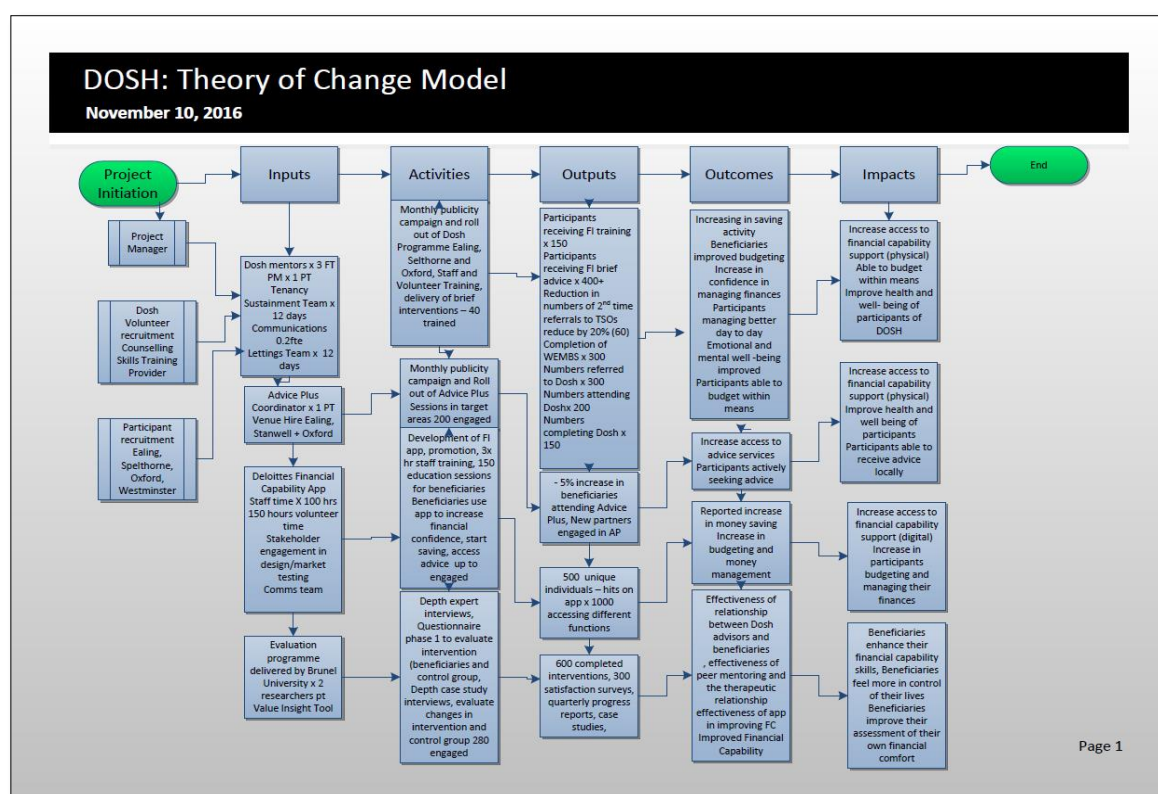 DOSH: Theory of Change Model
November 10, 2016
Project
Initiation
Inputs
Activities
Outputs
Outcomes
Impacts
End
Project
Manager
Dosh
Volunteer
recruitment
Counselling
Skills Training
Provider
Participant
recruitment
Ealing,
Spelthorne,
Oxford,
Westminster
Dosh mentors x 3 FT
PM x 1 PT
Tenancy
Sustainment Team x
12 days
Communications
0.2fte
Lettings Team x 12
days
Advice Plus
Coordinator x 1 PT
Venue Hire Ealing,
Stanwell + Oxford
Deloittes Financial
Capability App
Staff time X 100 hrs
150 hours volunteer
time
Stakeholder
engagement in
design/market
testing
Comms team
Evaluation
programme
delivered by Brunel
University x 2
researchers pt
Value Insight Tool
Monthly publicity
campaign and roll
out of Dosh
Programme Ealing,
Selthorne and
Oxford, Staff and
Volunteer Training,
delivery of brief
interventions – 40
trained
Monthly publicity
campaign and Roll
out of Advice Plus
Sessions in target
areas 200 engaged
Development of FI
app, promotion, 3x
hr staff training, 150
education sessions
for beneficiaries
Beneficiaries use
app to increase
financial
confidence, start
saving, access
advice up to
engaged
Depth expert
interviews,
Questionnaire
phase 1 to evaluate
intervention
(beneficiaries and
control group,
Depth case study
interviews, evaluate
changes in
intervention and
control group 280
engaged
Participants
receiving FI training
x 150
Participants
receiving FI brief
advice x 400+
Reduction in
numbers of 2nd time
referrals to TSOs
reduce by 20% (60)
Completion of
WEMBS x 300
Numbers referred
to Dosh x 300
Numbers attending
Doshx 200
Numbers
completing Dosh x
150
- 5% increase in
beneficiaries
attending Advice
Plus, New partners
engaged in AP
500 unique
individuals – hits on
app x 1000
accessing different
functions
600 completed
interventions, 300
satisfaction surveys,
quarterly progress
reports, case
studies,
Increasing in saving
activity
Beneficiaries
improved budgeting
Increase in
confidence in
managing finances
Participants
managing better
day to day
Emotional and
mental well -being
improved
Participants able to
budget within
means
Increase access to
advice services
Participants actively
seeking advice
Reported increase
in money saving
Increase in
budgeting and
money
management
Effectiveness of
relationship
between Dosh
advisors and
beneficiaries
, effectiveness of
peer mentoring and
the therapeutic
relationship
effectiveness of app
in improving FC
Improved Financial
Capability
Increase access to
financial capability
support (physical)
Able to budget
within means
Improve health and
well- being of
participants of
DOSH
Increase access to
financial capability
support (physical)
Improve health and
well being of
participants
Participants able to
receive advice
locally
Increase access to
financial capability
support (digital)
Increase in
participants
budgeting and
managing their
finances
Beneficiaries
enhance their
financial capability
skills, Beneficiaries
feel more in control
of their lives
Beneficiaries
improve their
assessment of their
own financial
comfort
Page 1